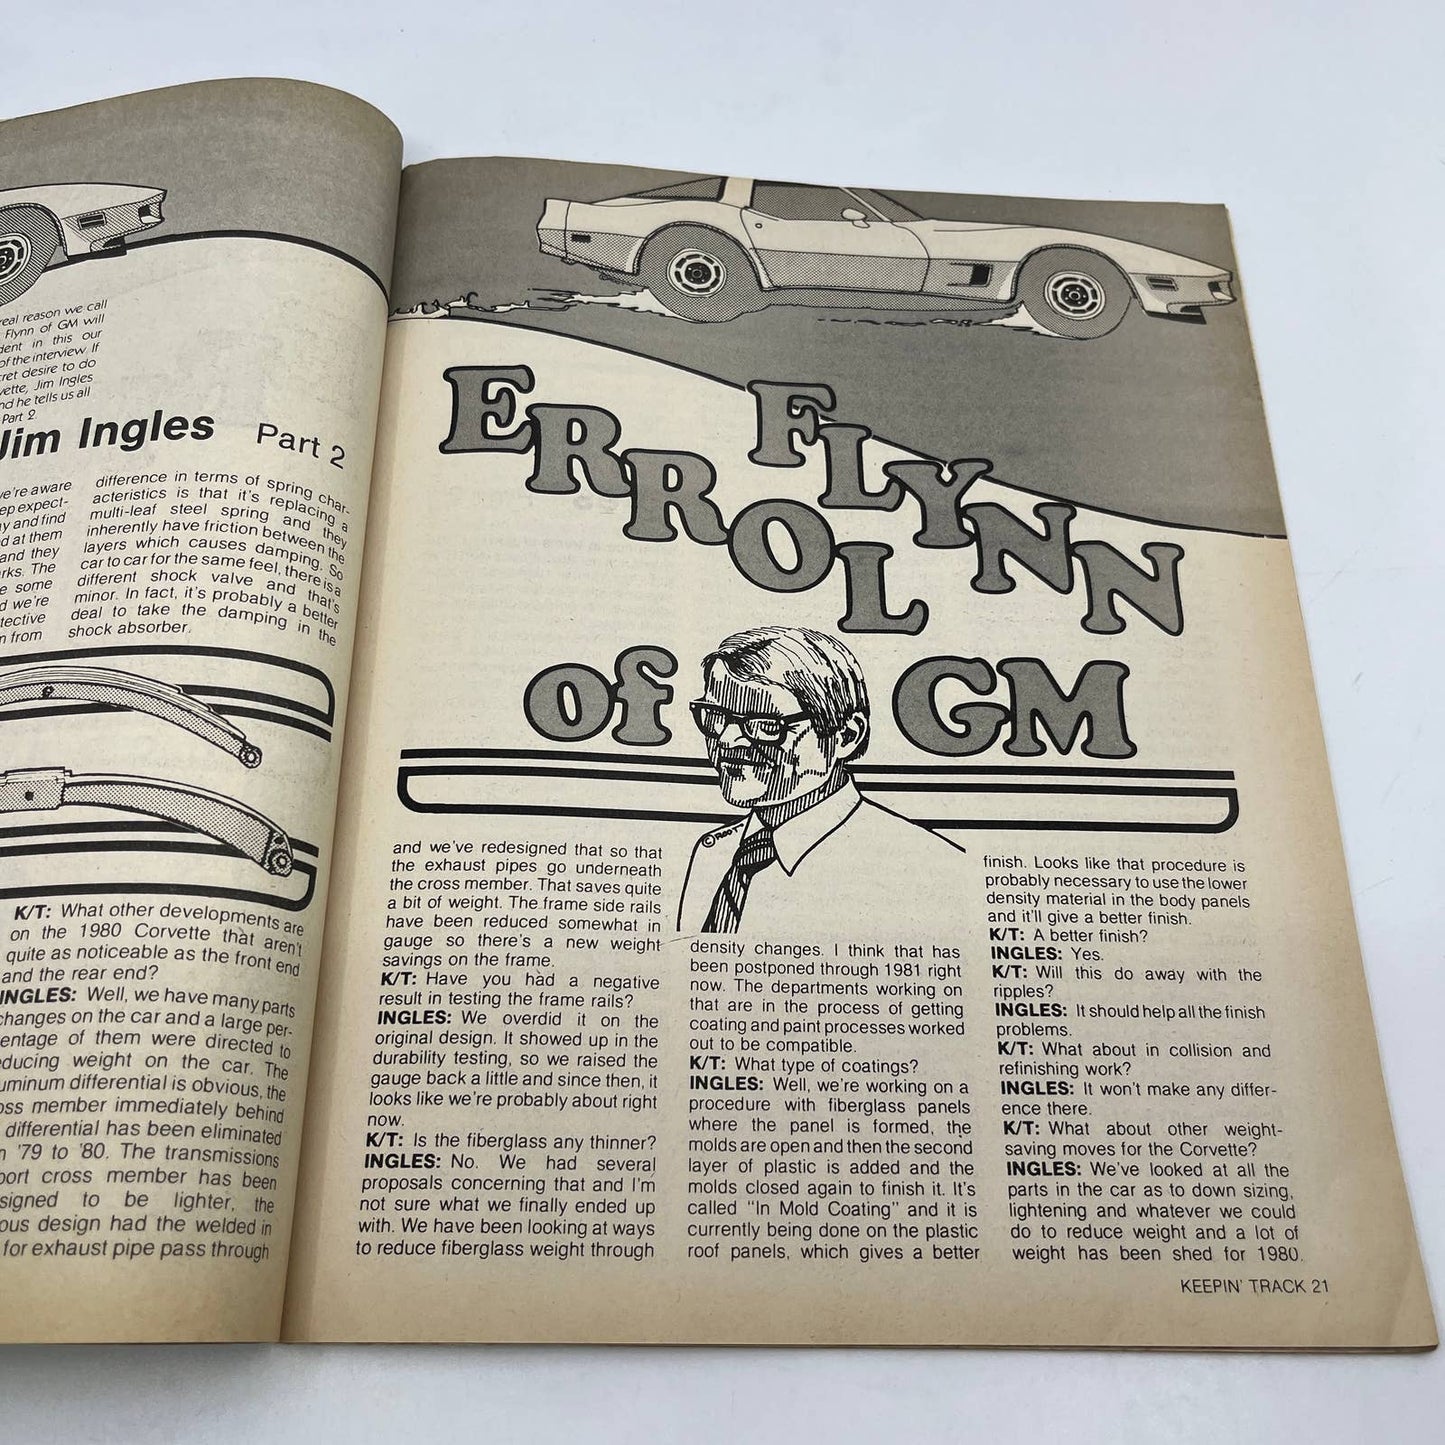 real reason we call
Flynn of GM will
in this our
of the interview. If
desire to do
Jim Ingles
he tells us all
Part 2.
Jim Ingles Part 2
we're aware
expect-
and find
at them
and they
The
some
we're
from
difference in terms of spring char-
acteristics is that it's replacing a
multi-leaf steel spring and they
inherently have friction between the
layers which causes damping. So
car to car for the same feel, there is a
different shock valve and that's
minor. In fact, it's probably a better
deal to take the damping in the
shock absorber.
K/T: What other developments are
on the 1980 Corvette that aren't
quite as noticeable as the front end
and the rear end?
INGLES: Well, we have many parts
changes on the car and a large per-
centage of them were directed to
reducing weight on the car. The
differential is obvious, the
member immediately behind
differential has been eliminated
'79 to '80. The transmissions
cross member has been
to be lighter, the
design had the welded in
for exhaust pipe pass through
ERROL
FLYNN
of GM
© ROOT
and we've redesigned that so that
the exhaust pipes go underneath
the cross member. That saves quite
a bit of weight. The frame side rails
have been reduced somewhat in
gauge so there's a new weight
savings on the frame.
K/T: Have you had a negative
result in testing the frame rails?
INGLES: We overdid it on the
original design. It showed up in the
durability testing, so we raised the
gauge back a little and since then, it
looks like we're probably about right
now.
K/T: Is the fiberglass any thinner?
INGLES: No. We had several
proposals concerning that and I'm
not sure what we finally ended up
with. We have been looking at ways
to reduce fiberglass weight through
density changes. I think that has
been postponed through 1981 right
now. The departments working on
that are in the process of getting
coating and paint processes worked
out to be compatible.
K/T: What type of coatings?
INGLES: Well, we're working on a
procedure with fiberglass panels
where the panel is formed, the
molds are open and then the second
layer of plastic is added and the
molds closed again to finish it. It's
called "In Mold Coating" and it is
currently being done on the plastic
roof panels, which gives a better
finish. Looks like that procedure is
probably necessary to use the lower
density material in the body panels
and it'll give a better finish.
K/T: A better finish?
INGLES: Yes.
K/T: Will this do away with the
ripples?
INGLES: It should help all the finish
problems.
K/T: What about in collision and
refinishing work?
INGLES: It won't make any differ-
ence there.
K/T: What about other weight-
saving moves for the Corvette?
INGLES: We've looked at all the
parts in the car as to down sizing,
lightening and whatever we could
do to reduce weight and a lot of
weight has been shed for 1980.
KEEPIN' TRACK 21